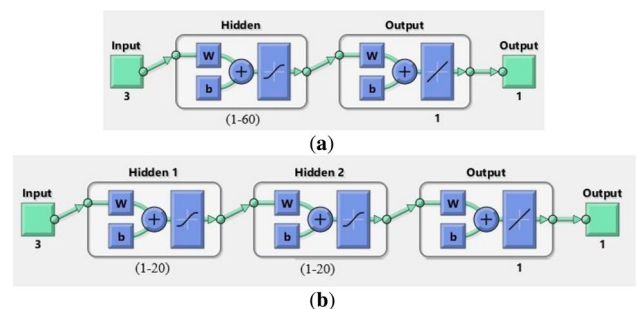 Hidden Output
Input Output
W W
b b
3 (1-60) 1 1
(a)
Hidden 1 Hidden 2 Output
Input Output
W W W
b b b
3 (1-20) (1-20) 1 1
(b)